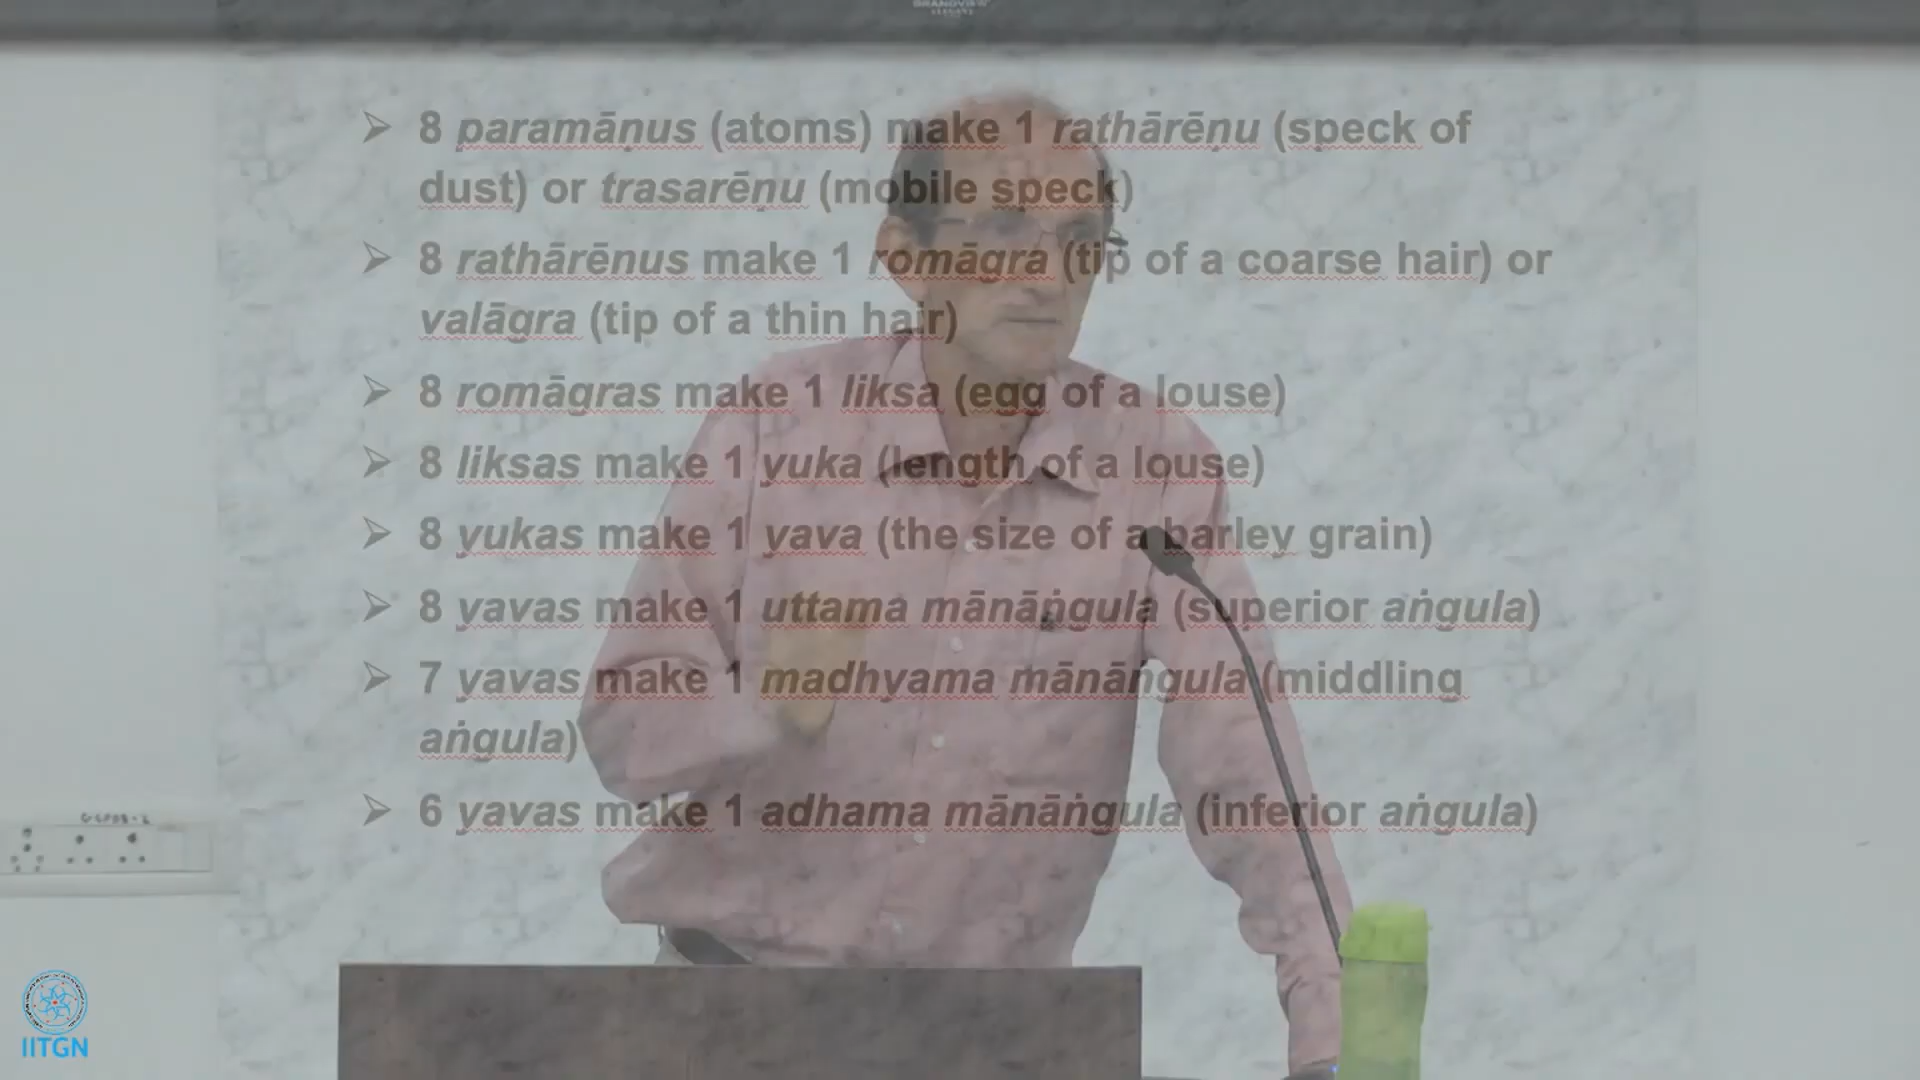 GRANDVIEW
➢ 8 paramāṇus (atoms) make 1 rathārēṇu (speck of
dust) or trasarēṇu (mobile speck)
➢ 8 rathārēnus make 1 romāgra (tip of a coarse hair) or
valāgra (tip of a thin hair)
➢ 8 romāgras make 1 liksa (egg of a louse)
➢ 8 liksas make 1 yuka (length of a louse)
➢ 8 yukas make 1 yava (the size of a barley grain)
➢ 8 yavas make 1 uttama mānāṅgula (superior aṅgula)
➢ 7 yavas make 1 madhyama mānāṅgula (middling
aṅgula)
➢ 6 yavas make 1 adhama mānāṅgula (inferior aṅgula)
IITGN